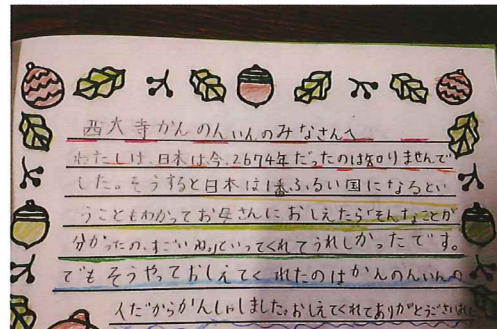 西大寺かんのんいんのみなさんへ
わたしは、日本は今、2674年だったのは知りませんで
した。そうすると日本は1番ふるい国になるとい
うこともわかってお母さんにおしえたらそんなことが
分かったの、すごいね。といってくれてうれしかったです。
でもそうやっておしえてくれたのはかんのんいんの
人だからかんしゃしました。おしえてくれてありがとうございました